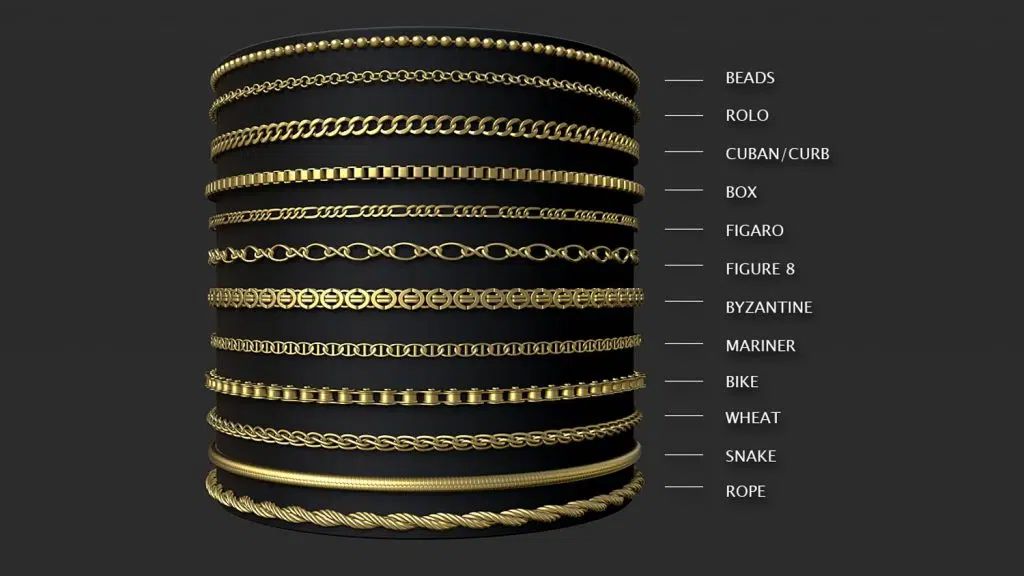 BEADS
ROLO
CUBAN/CURB
BOX
FIGARO
FIGURE 8
BYZANTINE
MARINER
BIKE
WHEAT
SNAKE
ROPE